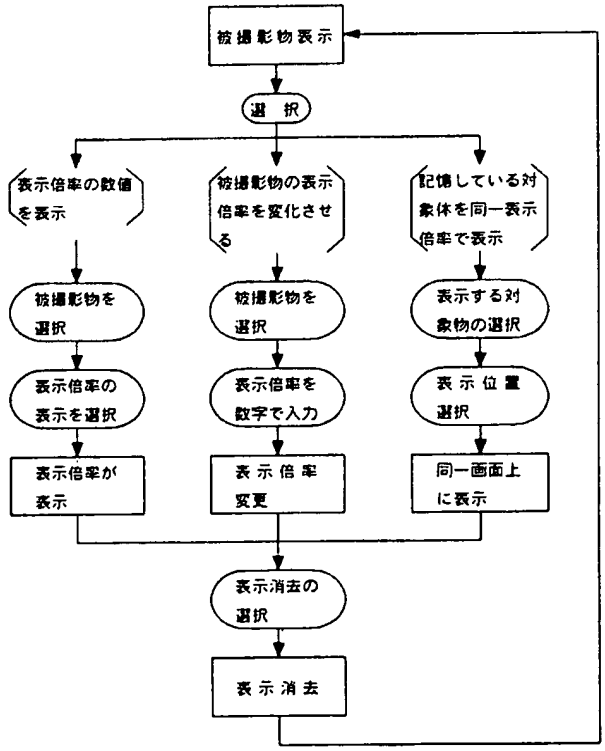 被撮影物表示
選択
表示倍率の数値
を表示
被撮影物の表示
倍率を変化させ
る
記憶している対
象体を同一表示
倍率で表示
被撮影物を
選択
被撮影物を
選択
表示する対
象物の選択
表示倍率の
表示を選択
表示倍率を
数字で入力
表示位置
選択
表示倍率が
表示
表示倍率
変更
同一画面上
に表示
表示消去の
選択
表示消去